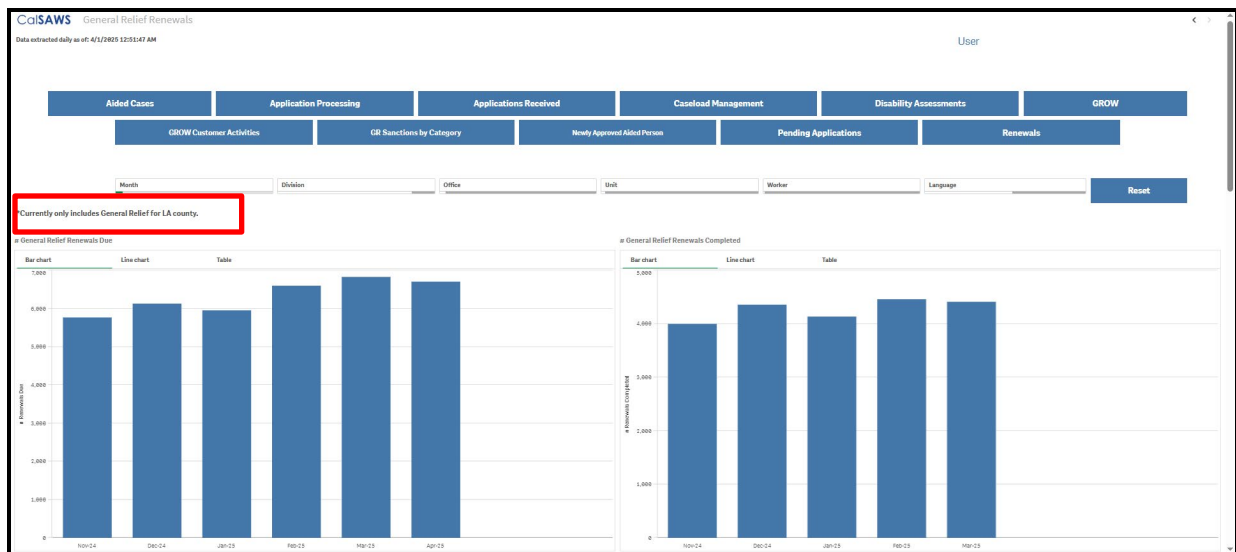 CalSAWS General Relief Renewals
Data extracted daily as of: 4/1/2025 12:51:47 AM
User
Aided Cases Application Processing Applications Received Caseload Management Disability Assessments GROW
GROW Customer Activities GR Sanctions by Category Newly Approved Aided Person Pending Applications Renewals
Month Division Office Unit Worker Language Reset
*Currently only includes General Relief for LA county.
# General Relief Renewals Due
Bar chart Line chart Table
# Renewals Due
7,000
6,000
5,000
4,000
3,000
2,000
1,000
0
Nov-24 Dec-24 Jan-25 Feb-25 Mar-25 Apr-25
# General Relief Renewals Completed
Bar chart Line chart Table
# Renewals Completed
5,000
4,000
3,000
2,000
1,000
0
Nov-24 Dec-24 Jan-25 Feb-25 Mar-25